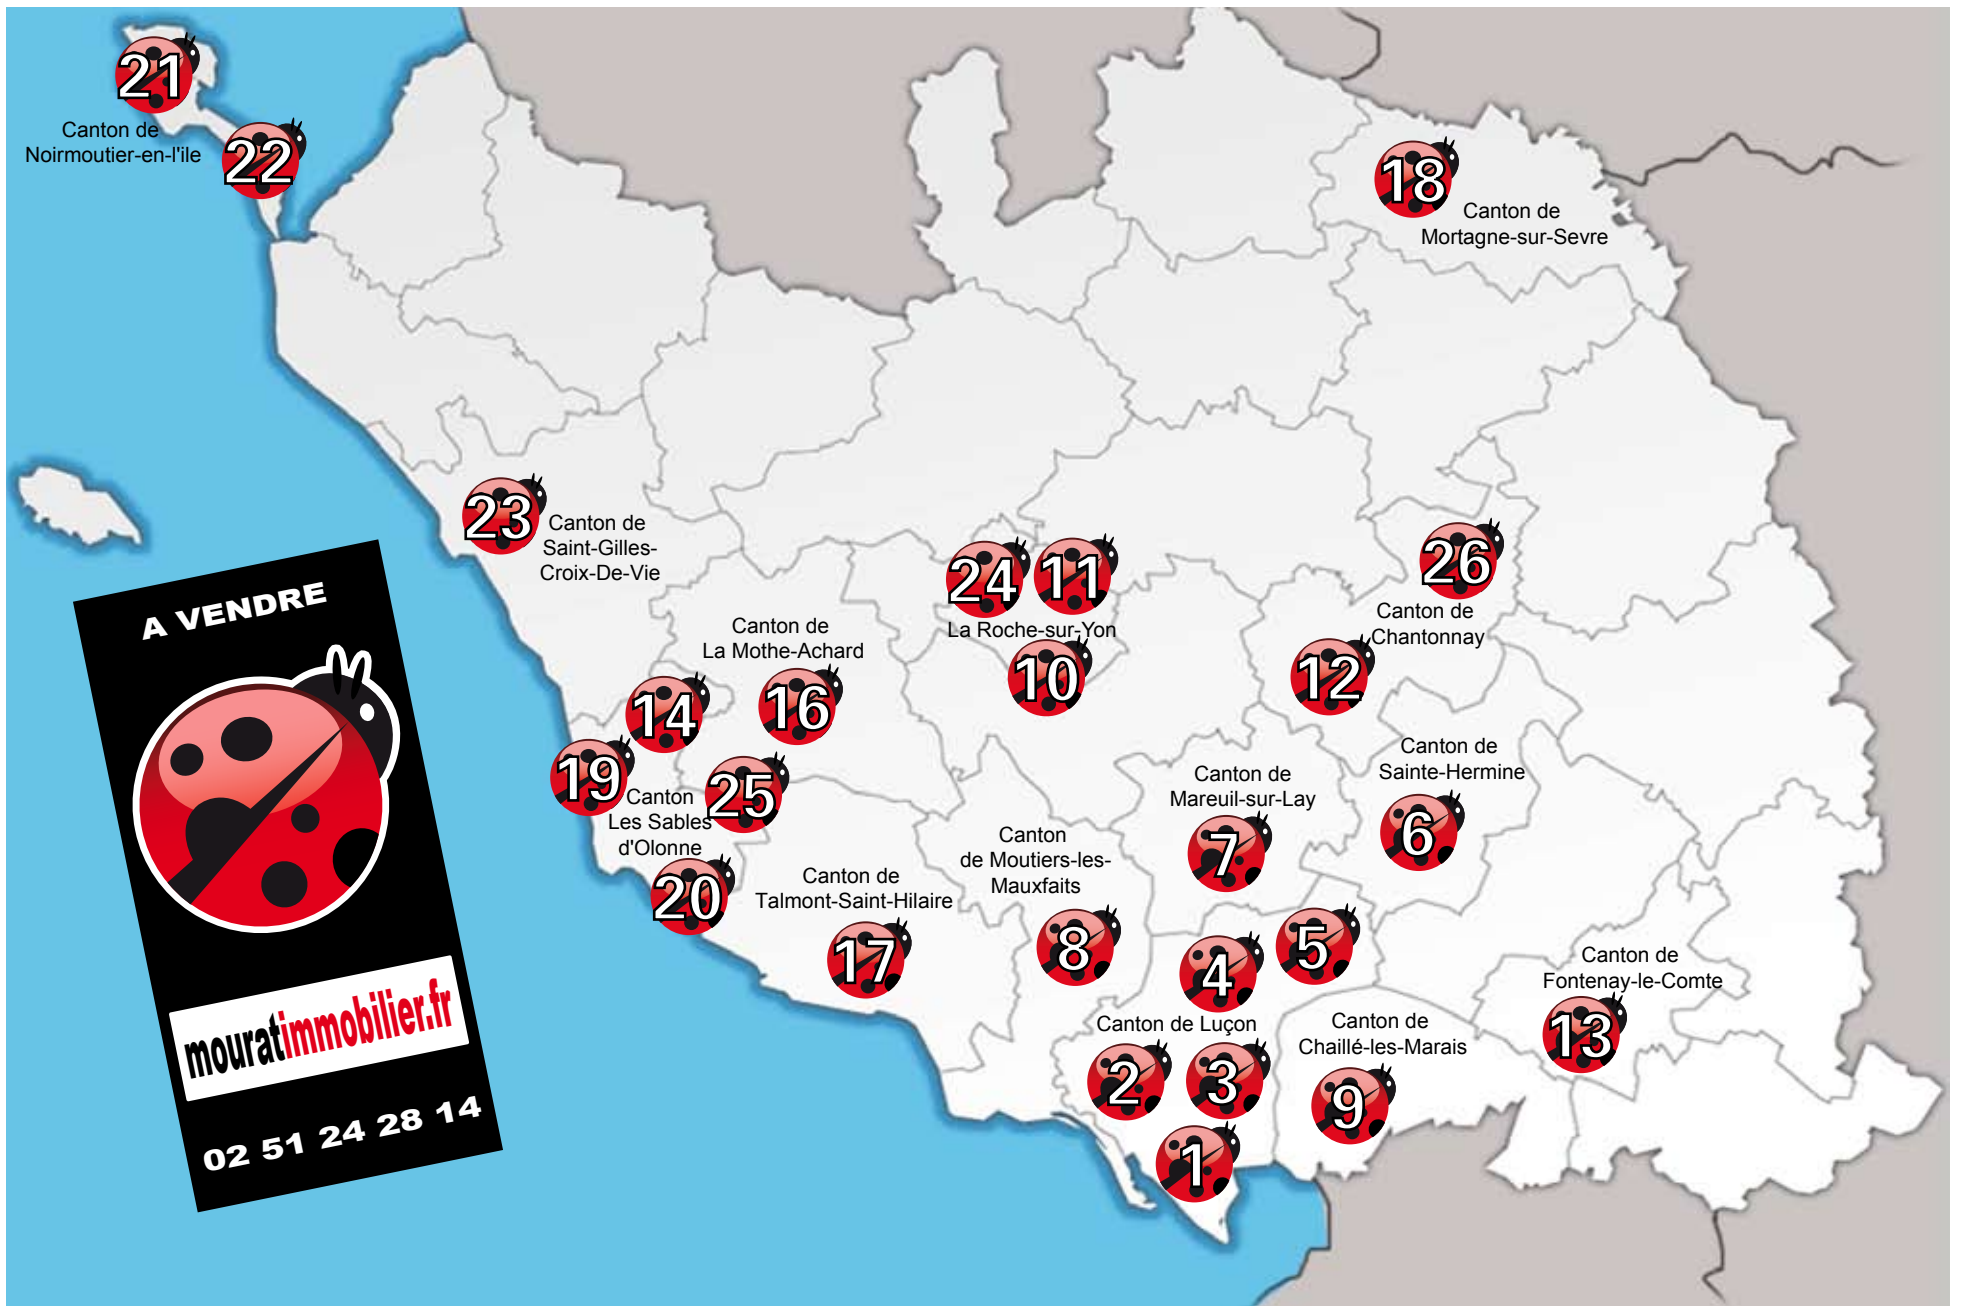 21
Canton de
Noirmoutier-en-l'ile
22
18
Canton de
Mortagne-sur-Sevre
23
Canton de
Saint-Gilles-
Croix-De-Vie
24
11
La Roche-sur-Yon
10
26
Canton de
Chantonnay
12
Canton de
La Mothe-Achard
14
16
19
25
Canton
Les Sables
d'Olonne
20
Canton de
Talmont-Saint-Hilaire
17
Canton
de Moutiers-les-
Mauxfaits
8
Canton de
Mareuil-sur-Lay
7
Canton de
Sainte-Hermine
6
4
5
Canton de Luçon
2
3
1
Canton de
Chaillé-les-Marais
9
Canton de
Fontenay-le-Comte
13
A VENDRE
mouratimmobilier.fr
02 51 24 28 14